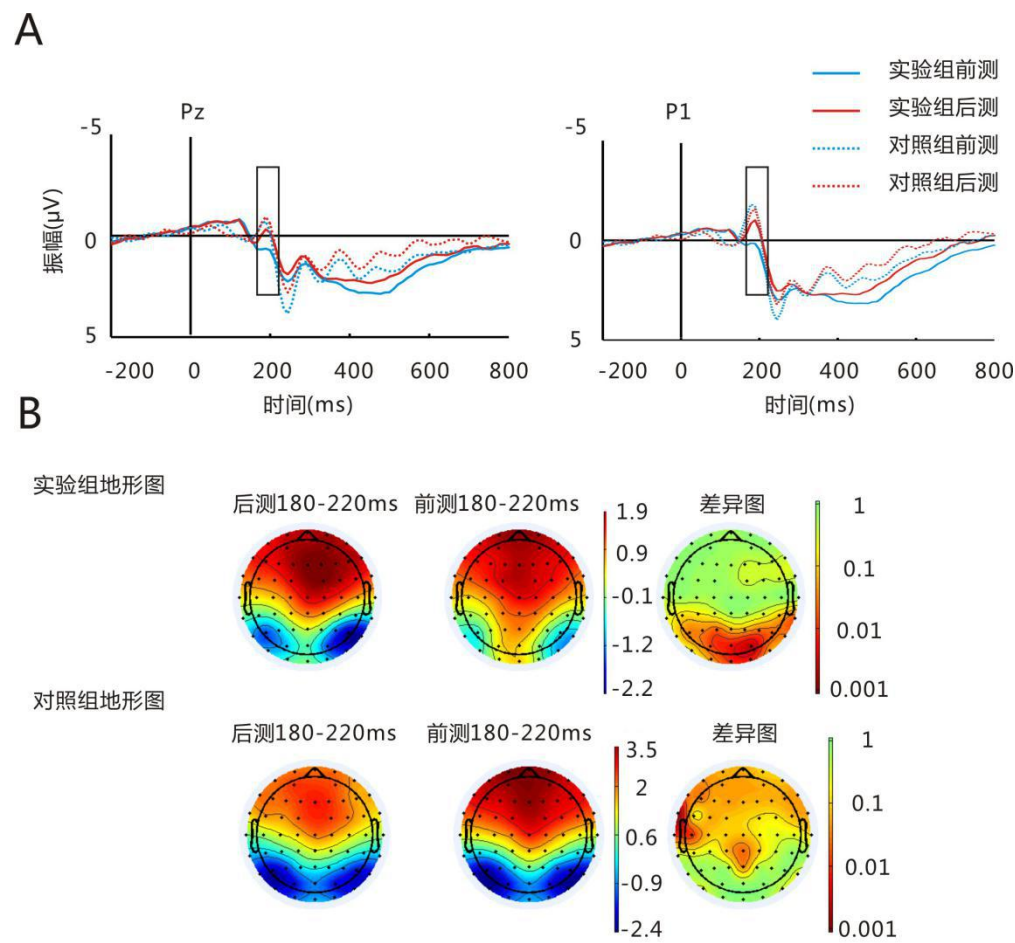 A
实验组前测
实验组后测
对照组前测
对照组后测
Pz
-5
0
5
振幅(μV)
-200 0 200 400 600 800
时间(ms)
P1
-5
0
5
-200 0 200 400 600 800
时间(ms)
B
实验组地形图
后测180-220ms 前测180-220ms 差异图
1.9
0.9
-0.1
-1.2
-2.2
1
0.1
0.01
0.001
对照组地形图
后测180-220ms 前测180-220ms 差异图
3.5
2
0.6
-0.9
-2.4
1
0.1
0.01
0.001